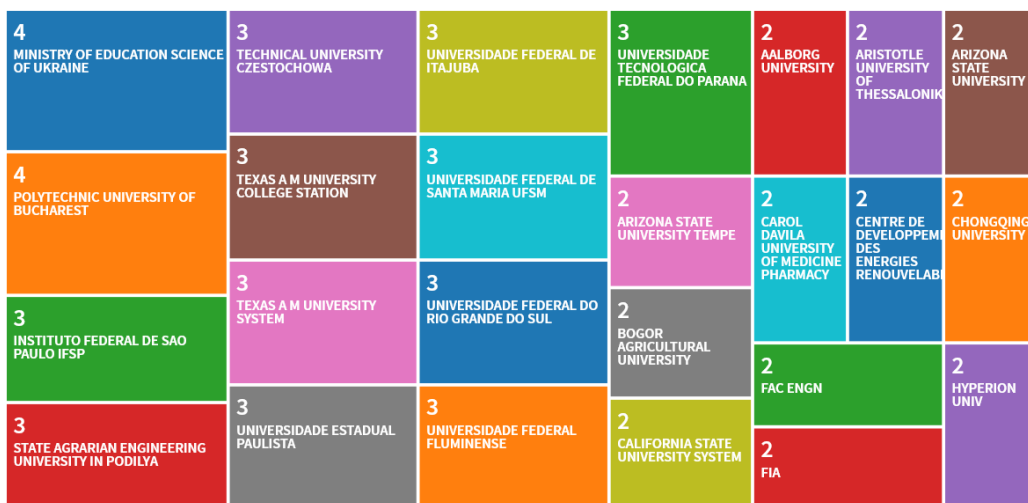 4
MINISTRY OF EDUCATION SCIENCE
OF UKRAINE
4
POLYTECHNIC UNIVERSITY OF
BUCHAREST
3
INSTITUTO FEDERAL DE SAO
PAULO IFSP
3
STATE AGRARIAN ENGINEERING
UNIVERSITY IN PODILYA
3
TECHNICAL UNIVERSITY
CZESTOCHOWA
3
TEXAS A M UNIVERSITY
COLLEGE STATION
3
TEXAS A M UNIVERSITY
SYSTEM
3
UNIVERSIDADE ESTADUAL
PAULISTA
3
UNIVERSIDADE FEDERAL DE
ITAJUBA
3
UNIVERSIDADE FEDERAL DE
SANTA MARIA UFSM
3
UNIVERSIDADE FEDERAL DO
RIO GRANDE DO SUL
3
UNIVERSIDADE FEDERAL
FLUMINENSE
3
UNIVERSIDADE
TECNOLOGICA
FEDERAL DO PARANA
2
ARIZONA STATE
UNIVERSITY TEMPE
2
BOGOR
AGRICULTURAL
UNIVERSITY
2
CALIFORNIA STATE
UNIVERSITY SYSTEM
2
AALBORG
UNIVERSITY
2
ARISTOTLE
UNIVERSITY
OF
THESSALONIK
2
ARIZONA
STATE
UNIVERSITY
2
CAROL
DAVILA
UNIVERSITY
OF MEDICINE
PHARMACY
2
CENTRE DE
DEVELOPPEM
DES
ENERGIES
RENOUVELAB
2
CHONGQING
UNIVERSITY
2
FAC ENGN
2
FIA
2
HYPERION
UNIV